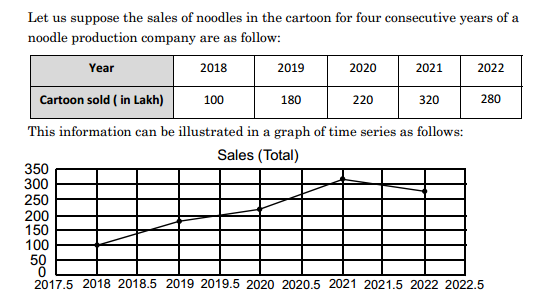 Let us suppose the sales of noodles in the cartoon for four consecutive years of a
noodle production company are as follow:
Year 2018 2019 2020 2021 2022
Cartoon sold ( in Lakh) 100 180 220 320 280
This information can be illustrated in a graph of time series as follows:
Sales (Total)
350
300
250
200
150
100
50
0
2017.5 2018 2018.5 2019 2019.5 2020 2020.5 2021 2021.5 2022 2022.5